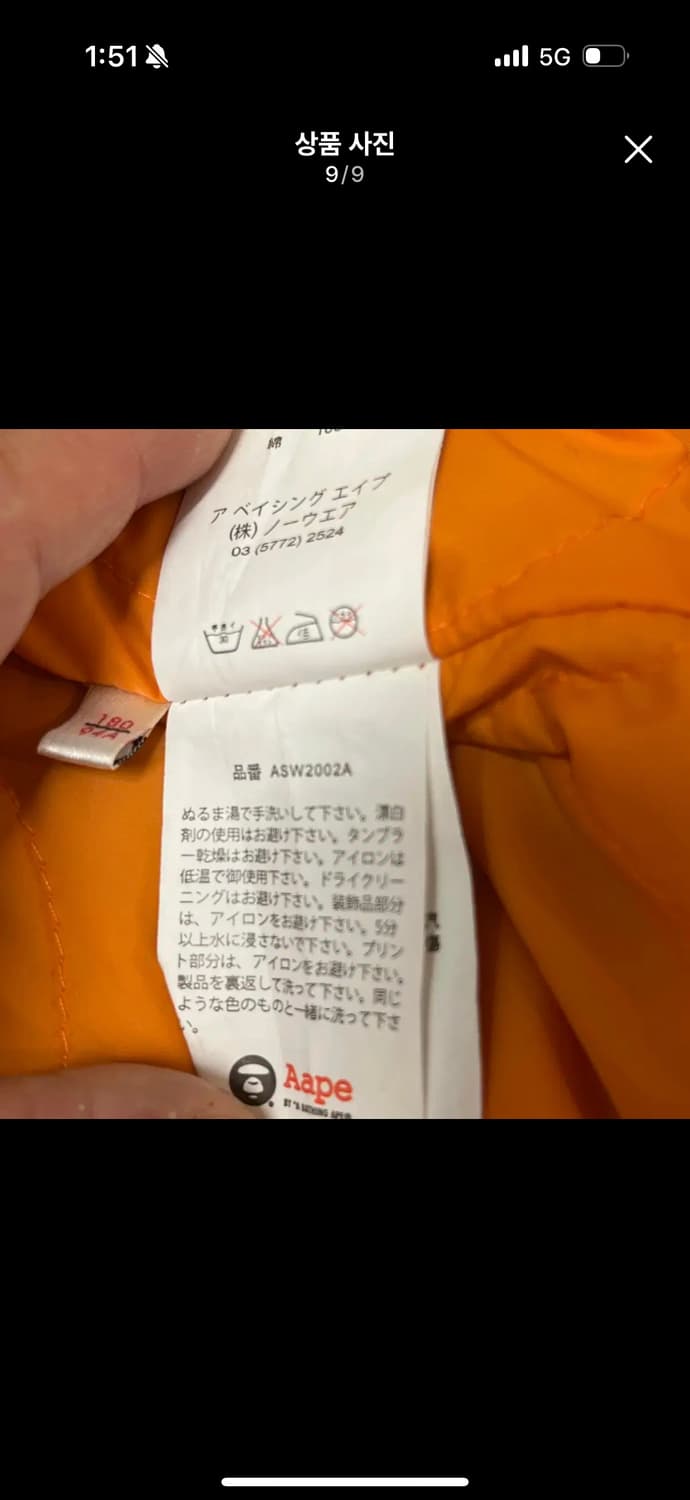 1:51
5G
상품 사진
9/9
綿
ア ベイシング エイプ
(株) ノーウエア
03 (5772) 2524
30
低
180
品番 ASW2002A
ぬるま湯で手洗いして下さい。漂白
剤の使用はお避け下さい。タンブラ
ー乾燥はお避け下さい。アイロンは
低温で御使用下さい。ドライクリー
ニングはお避け下さい。装飾品部分
は、アイロンをお避け下さい。5分
以上水に浸さないで下さい。プリン
ト部分は、アイロンをお避け下さい。
製品を裏返して洗って下さい。同じ
ような色のものと一緒に洗って下さ
い。
Aape
BY *A BATHING APE®